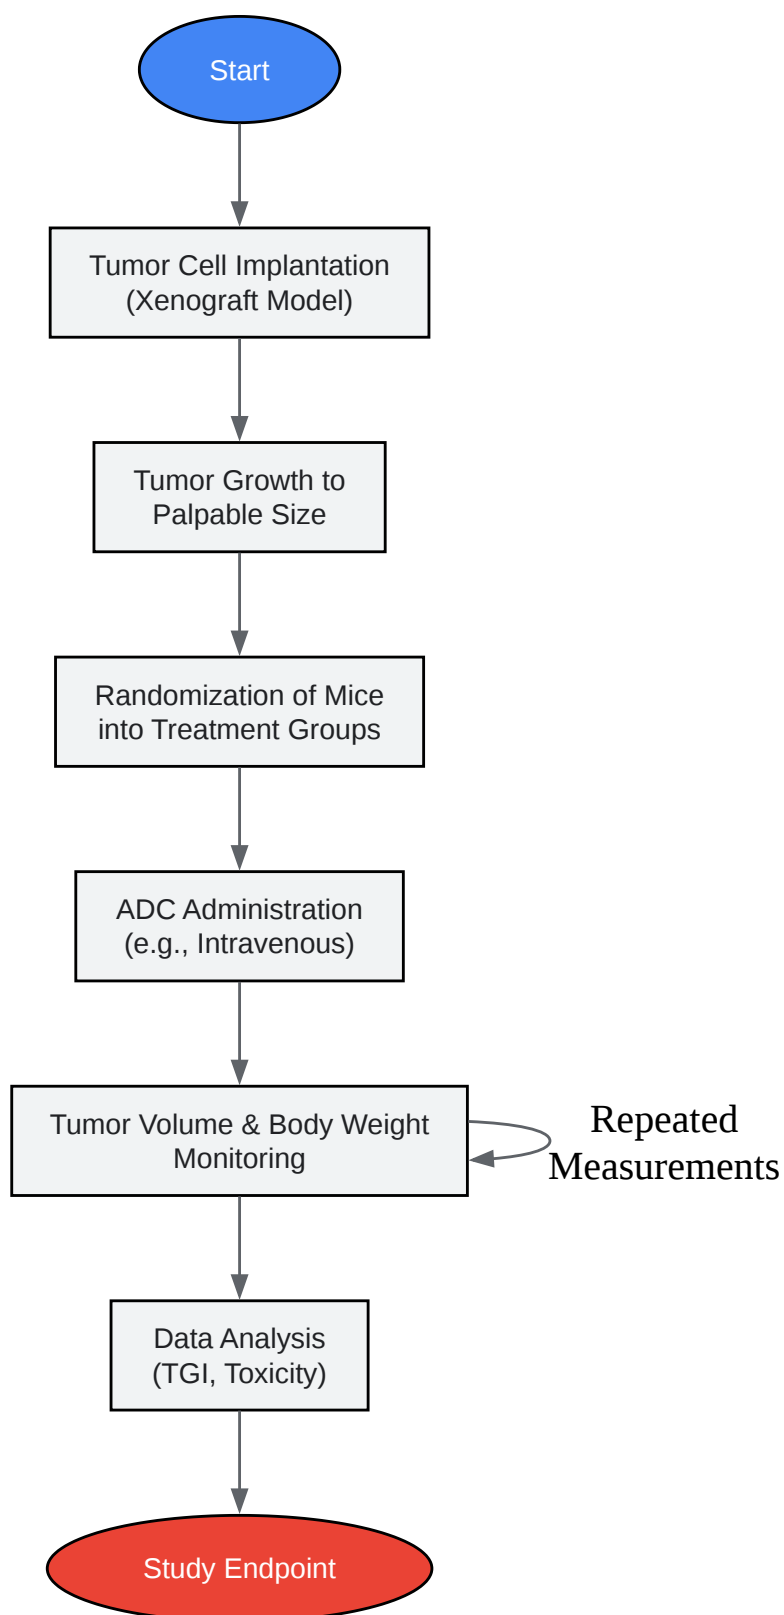 Start
Tumor Cell Implantation
(Xenograft Model)
Tumor Growth to
Palpable Size
Randomization of Mice
into Treatment Groups
ADC Administration
(e.g., Intravenous)
Tumor Volume & Body Weight
Monitoring
Repeated
Measurements
Data Analysis
(TGI, Toxicity)
Study Endpoint